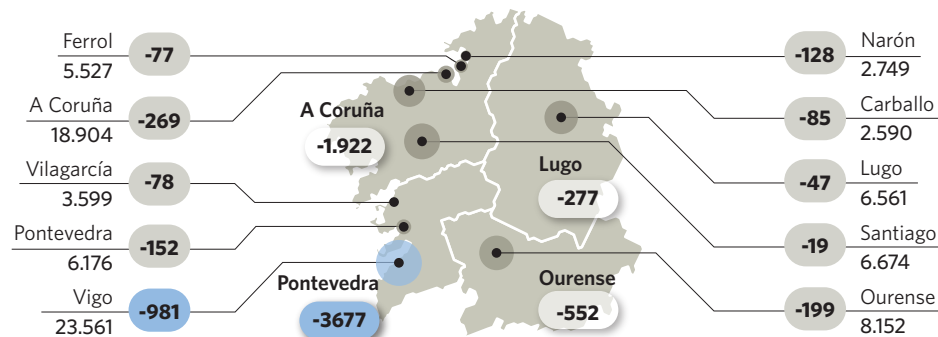 Ferrol
5.527
-77
A Coruña
18.904
-269
Vilagarcía
3.599
-78
Pontevedra
6.176
-152
Vigo
23.561
-981
A Coruña
-1.922
Lugo
-277
Pontevedra
-3677
Ourense
-552
-128
Narón
2.749
-85
Carballo
2.590
-47
Lugo
6.561
-19
Santiago
6.674
-199
Ourense
8.152